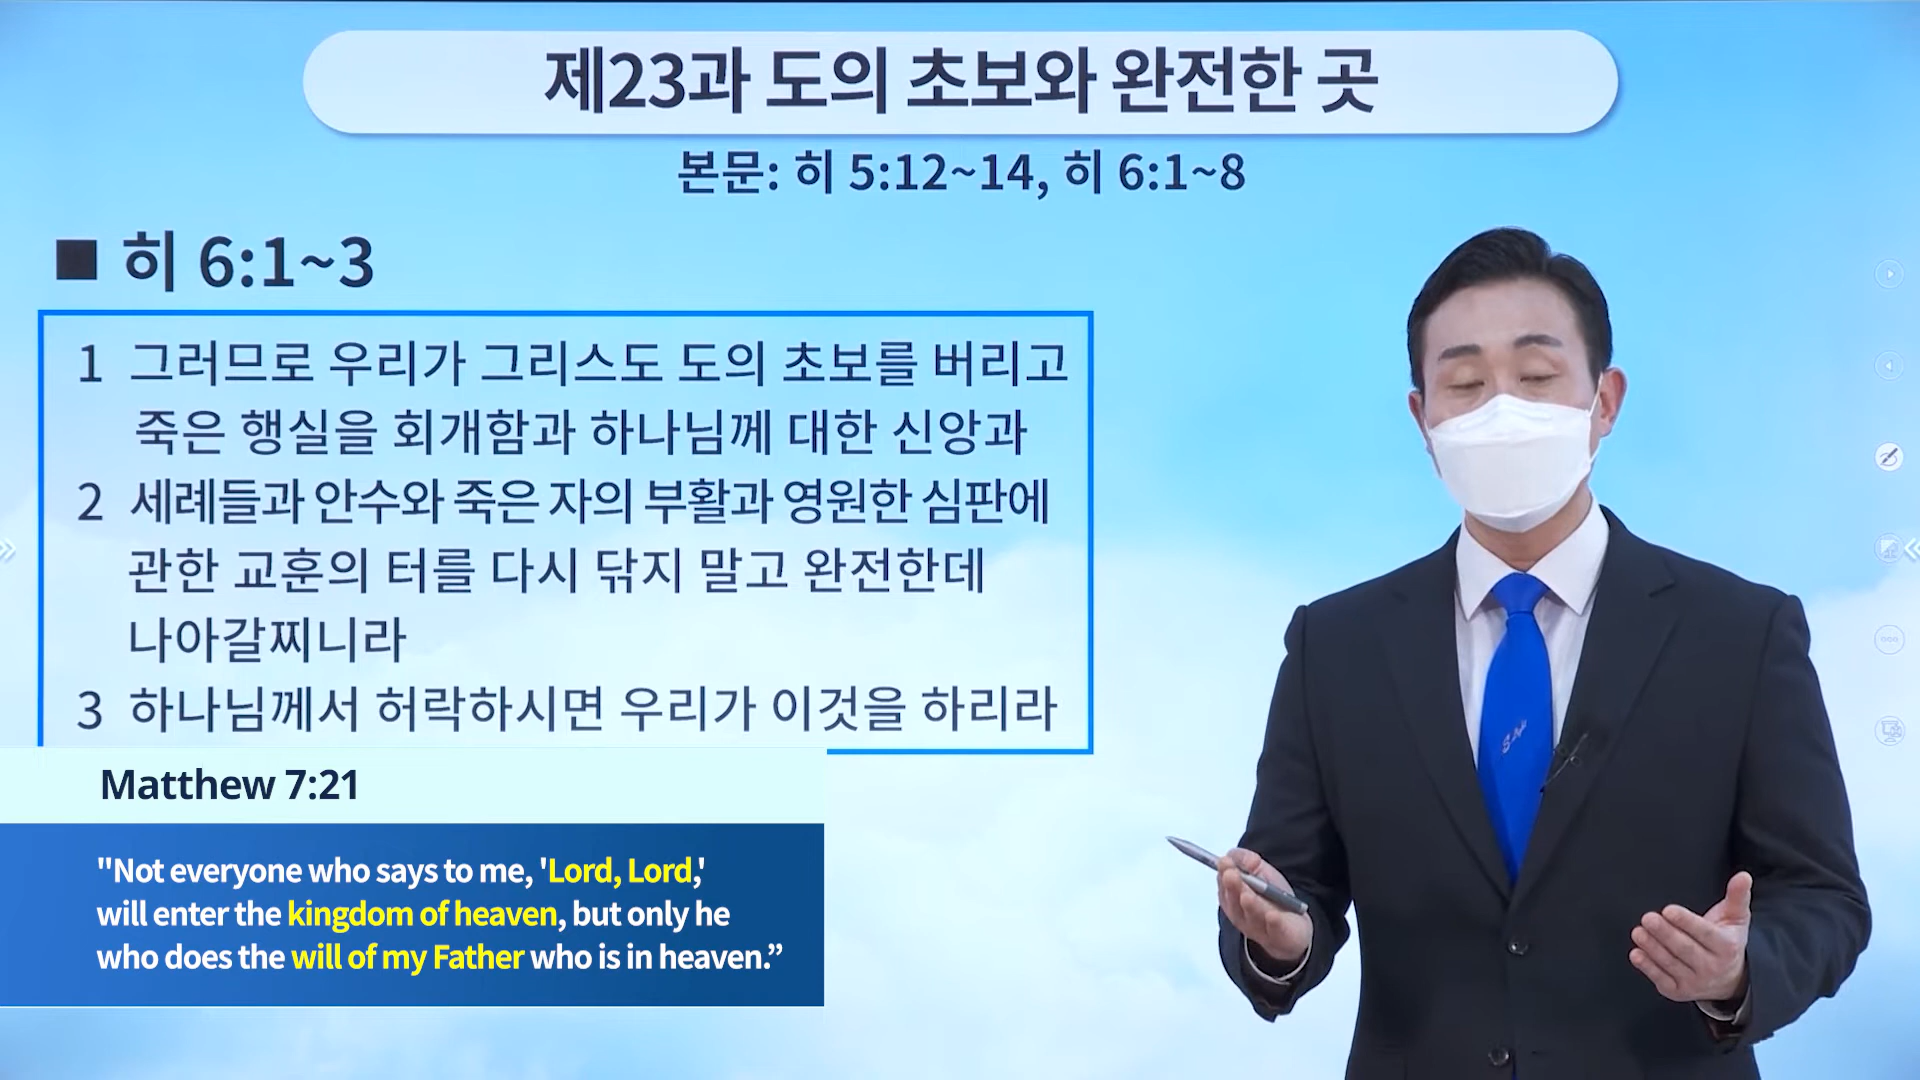 제23과 도의 초보와 완전한 곳
본문: 히 5:12~14, 히 6:1~8
■ 히 6:1~3
1 그러므로 우리가 그리스도 도의 초보를 버리고
죽은 행실을 회개함과 하나님께 대한 신앙과
2 세례들과 안수와 죽은 자의 부활과 영원한 심판에
관한 교훈의 터를 다시 닦지 말고 완전한데
나아갈찌니라
3 하나님께서 허락하시면 우리가 이것을 하리라
Matthew 7:21
"Not everyone who says to me, 'Lord, Lord,'
will enter the kingdom of heaven, but only he
who does the will of my Father who is in heaven.”